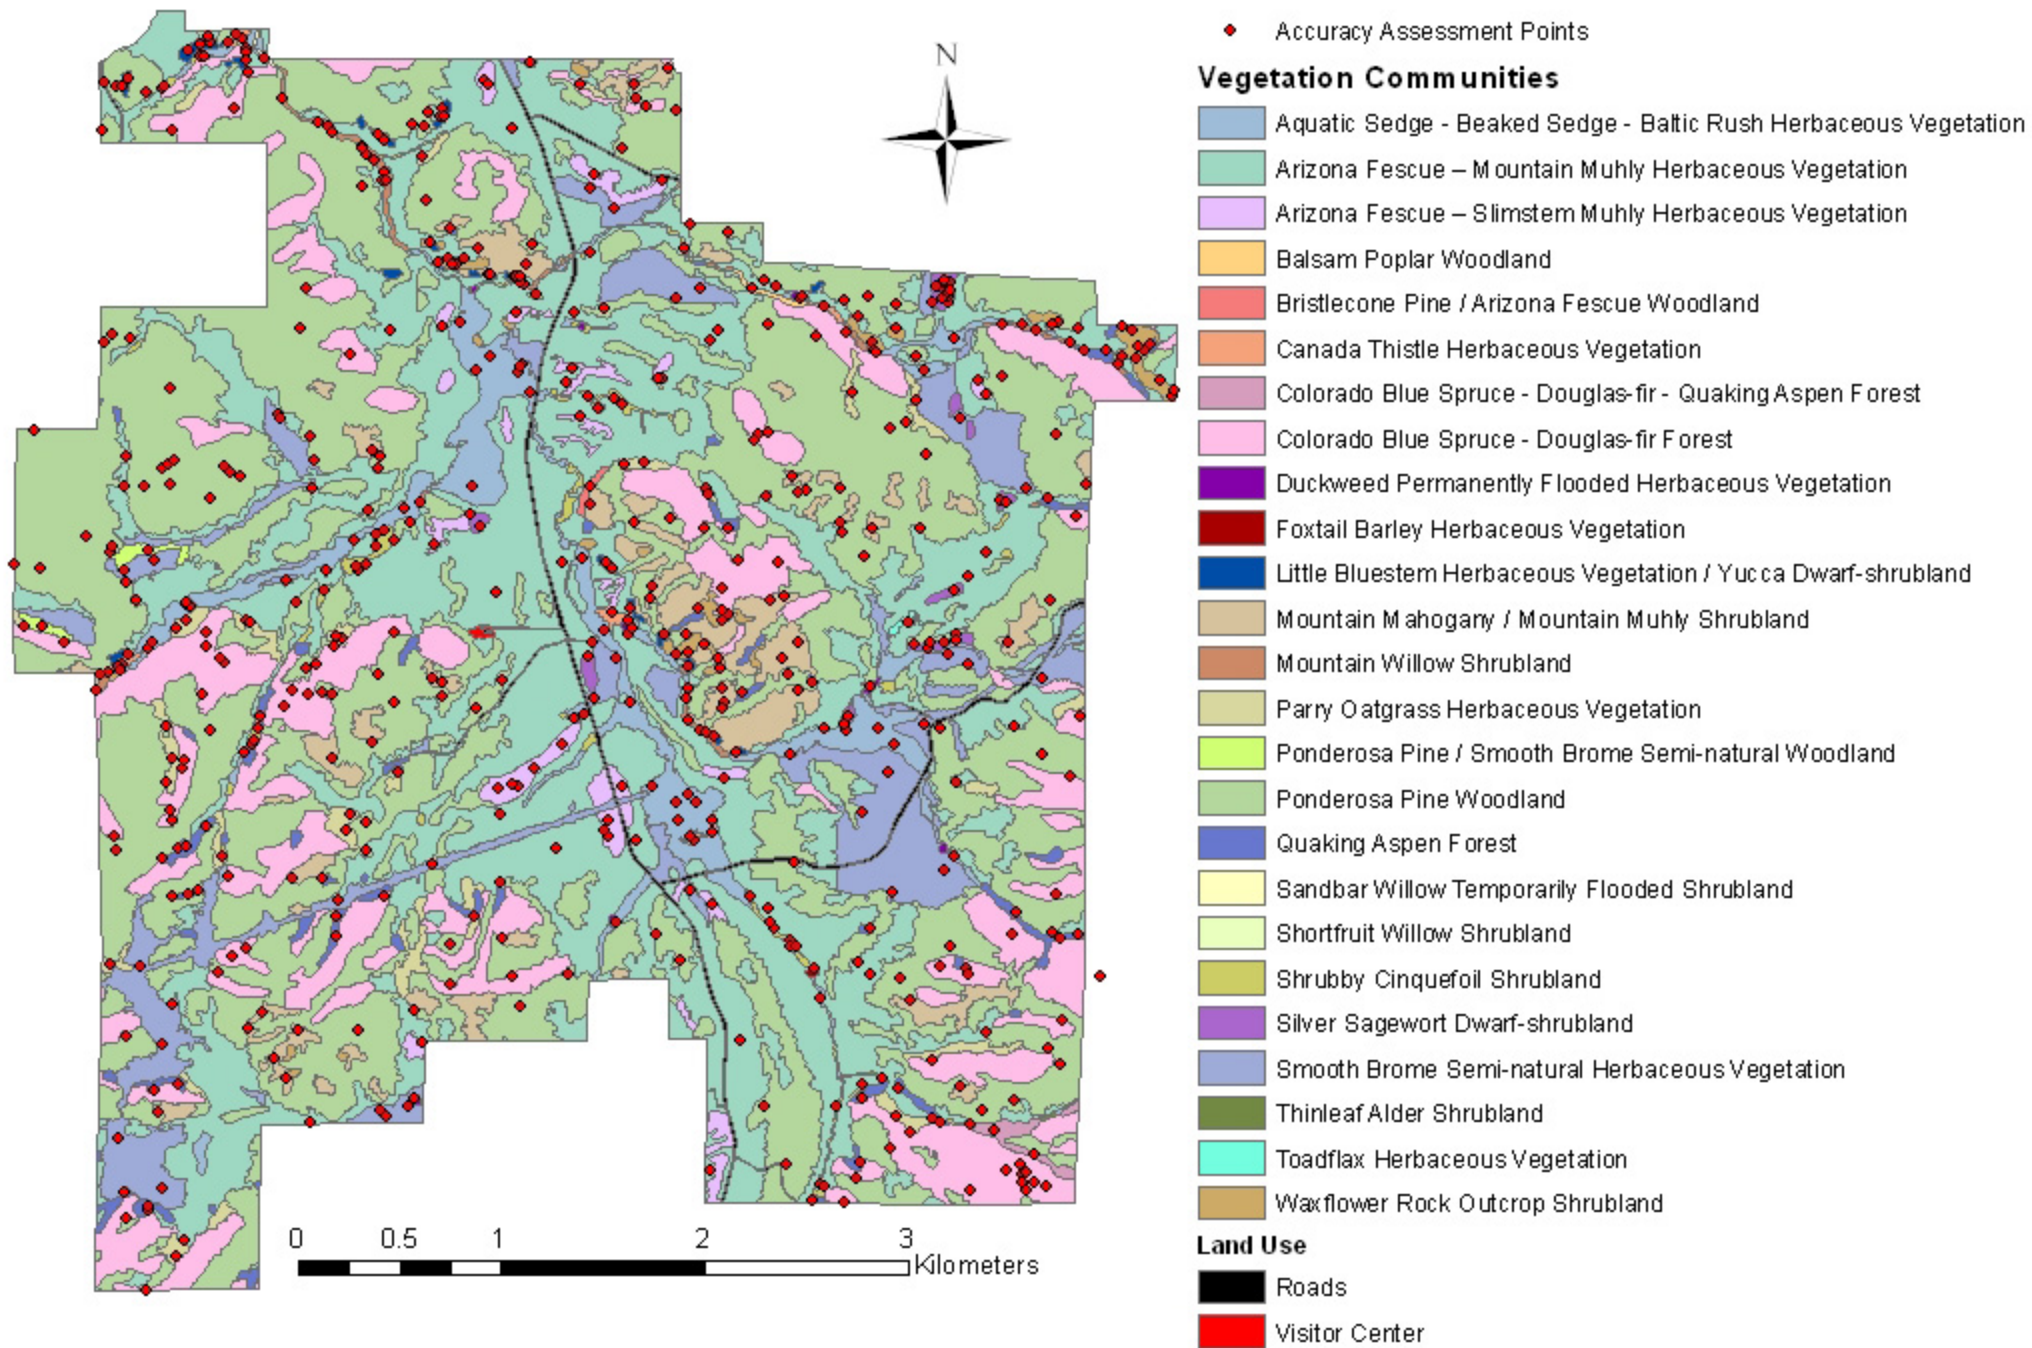 N
Accuracy Assessment Points
Vegetation Communities
Aquatic Sedge - Beaked Sedge - Baltic Rush Herbaceous Vegetation
Arizona Fescue – Mountain Muhly Herbaceous Vegetation
Arizona Fescue – Slimstem Muhly Herbaceous Vegetation
Balsam Poplar Woodland
Bristlecone Pine / Arizona Fescue Woodland
Canada Thistle Herbaceous Vegetation
Colorado Blue Spruce - Douglas-fir - Quaking Aspen Forest
Colorado Blue Spruce - Douglas-fir Forest
Duckweed Permanently Flooded Herbaceous Vegetation
Foxtail Barley Herbaceous Vegetation
Little Bluestem Herbaceous Vegetation / Yucca Dwarf-shrubland
Mountain Mahogany / Mountain Muhly Shrubland
Mountain Willow Shrubland
Parry Oatgrass Herbaceous Vegetation
Ponderosa Pine / Smooth Brome Semi-natural Woodland
Ponderosa Pine Woodland
Quaking Aspen Forest
Sandbar Willow Temporarily Flooded Shrubland
Shortfruit Willow Shrubland
Shrubby Cinquefoil Shrubland
Silver Sagewort Dwarf-shrubland
Smooth Brome Semi-natural Herbaceous Vegetation
Thinleaf Alder Shrubland
Toadflax Herbaceous Vegetation
Waxflower Rock Outcrop Shrubland
Land Use
Roads
Visitor Center
0 0.5 1 2 3
Kilometers